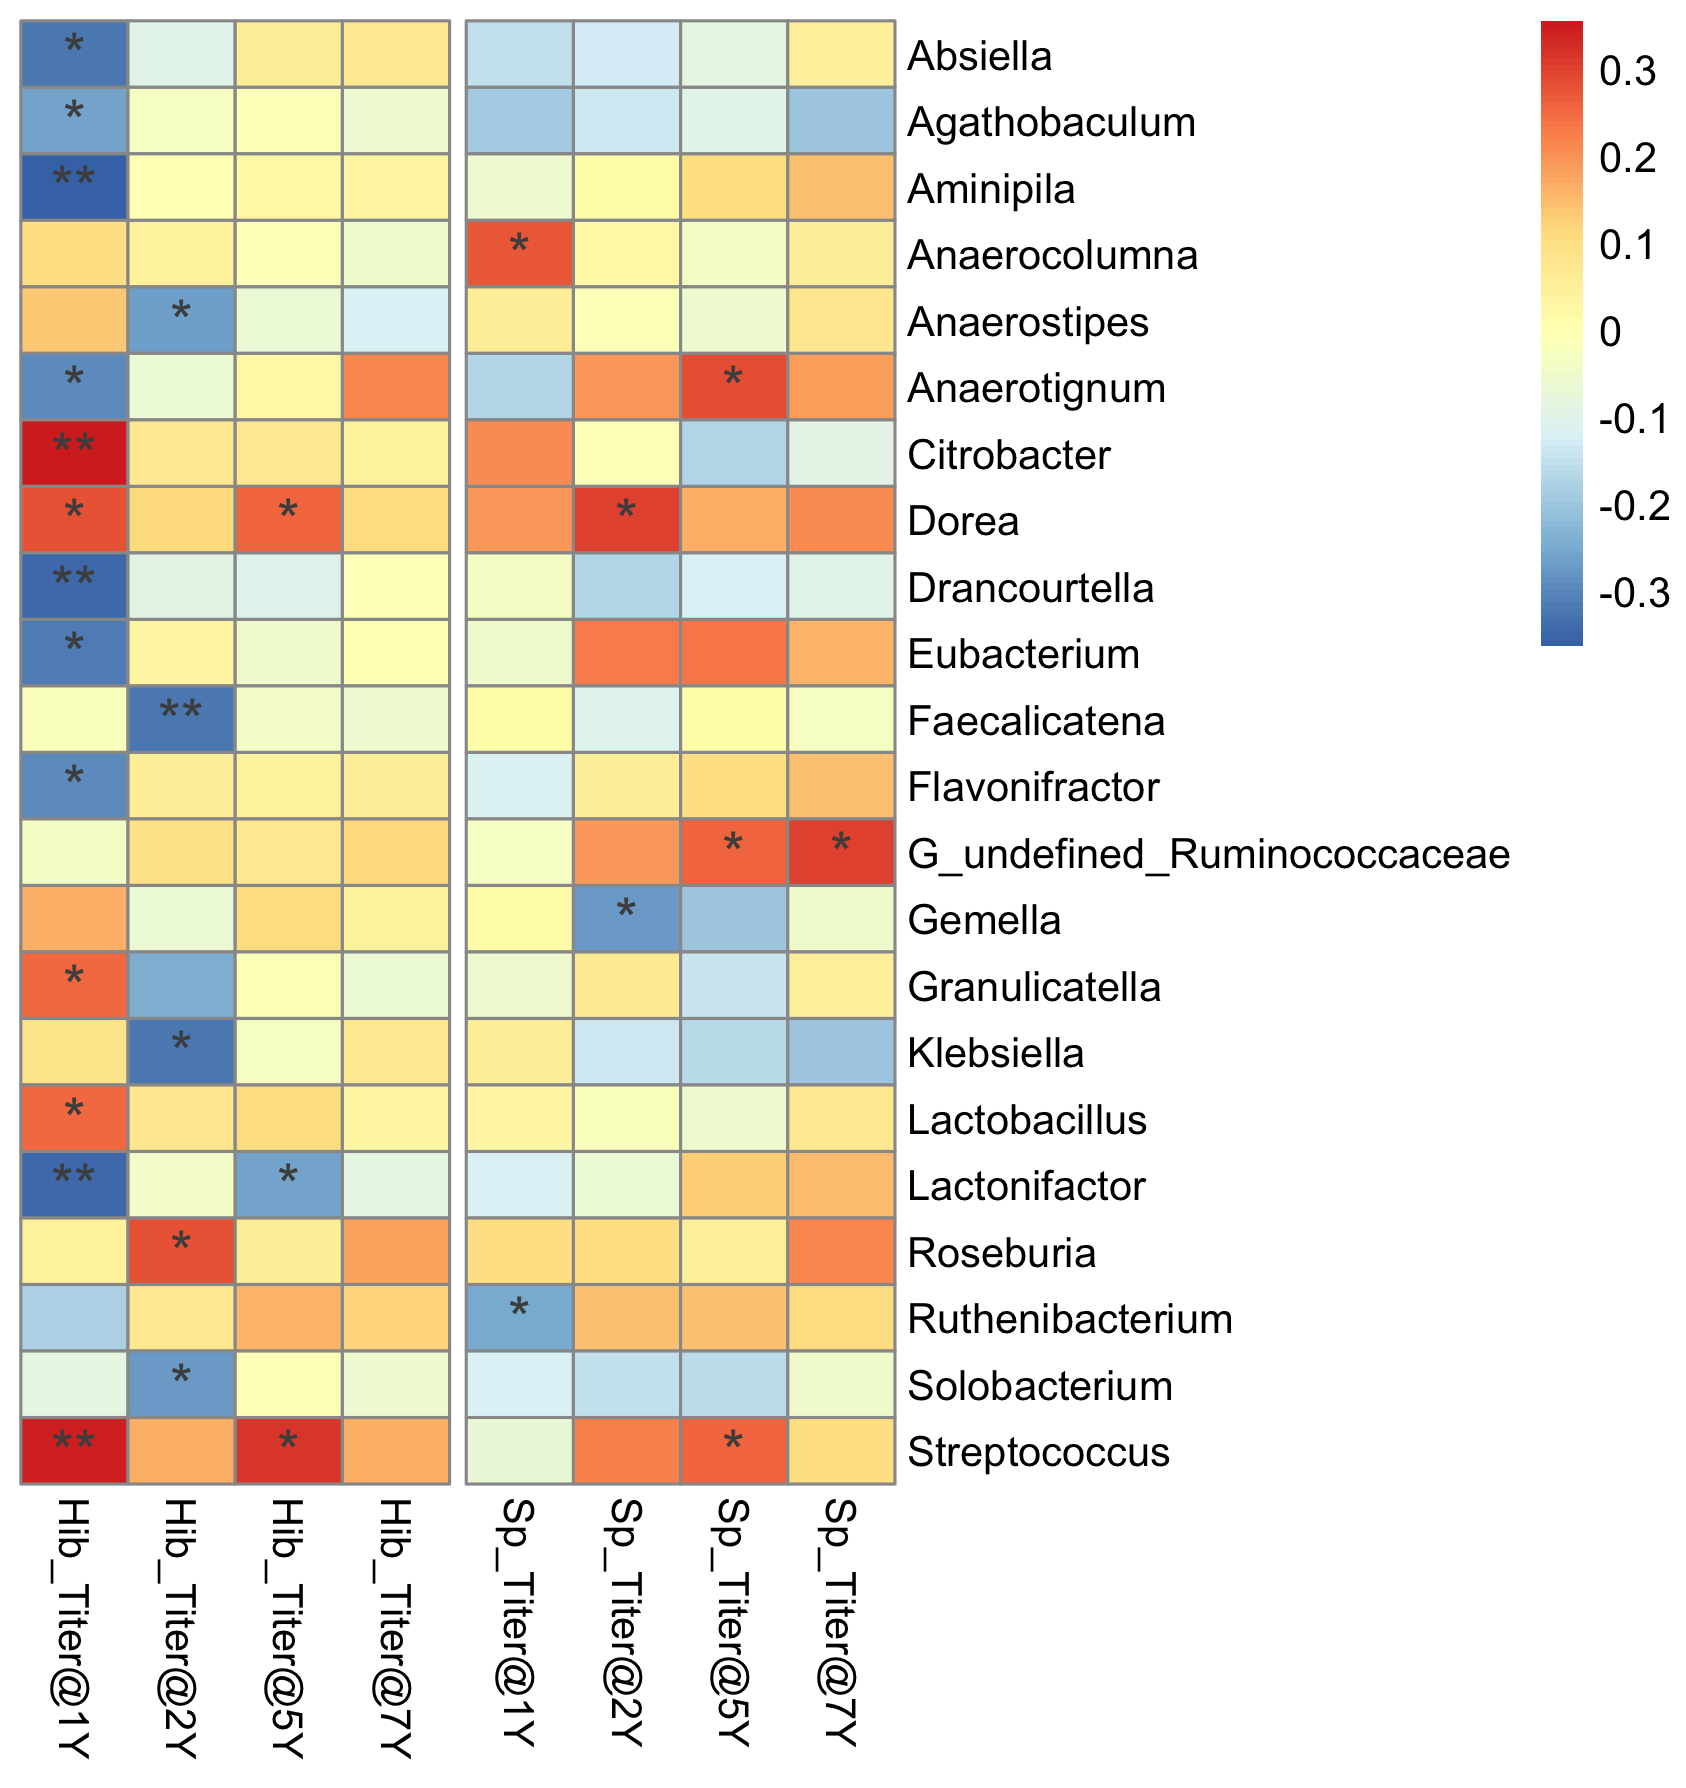 * Absiella 0.3
* Agathobaculum 0.2
** Aminipila 0.1
* Anaerocolumna 0
* Anaerostipes -0.1
* * Anaerotignum -0.2
** Citrobacter -0.3
* * * Dorea
** Drancourtella
* Eubacterium
** Faecalicatena
* Flavonifractor
* * G_undefined_Ruminococcaceae
* Gemella
* Granulicatella
* Klebsiella
* Lactobacillus
** * Lactonifactor
* Roseburia
* Ruthenibacterium
* Solobacterium
** * * Streptococcus
Hib_Titer@1Y
Hib_Titer@2Y
Hib_Titer@5Y
Hib_Titer@7Y
Sp_Titer@1Y
Sp_Titer@2Y
Sp_Titer@5Y
Sp_Titer@7Y